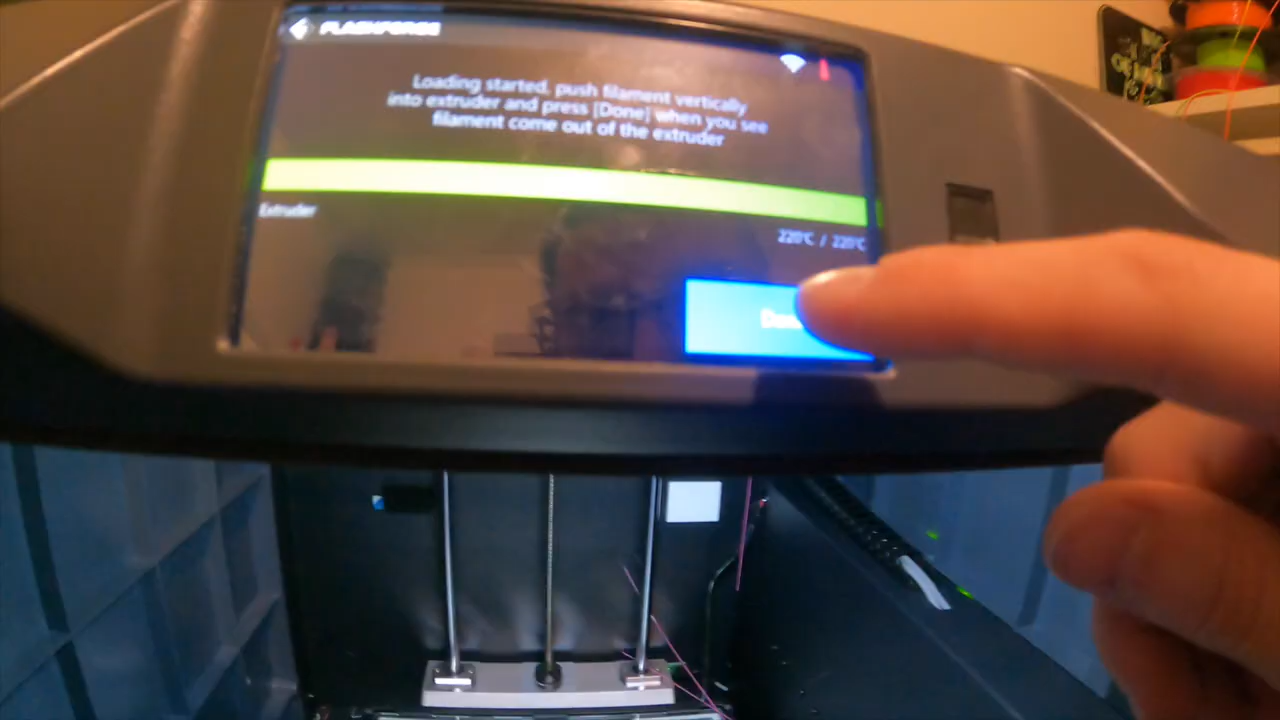 FLASHFORGE
Loading started, push filament vertically
into extruder and press [Done] when you see
filament come out of the extruder
Extruder
220℃ / 220℃